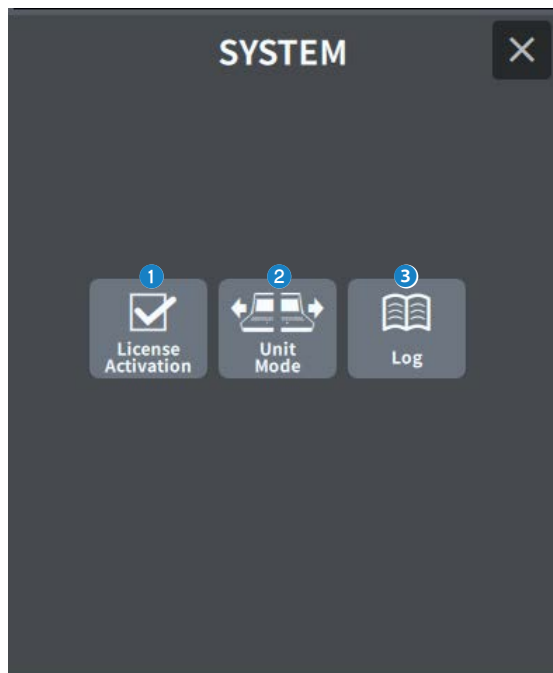 SYSTEM
1
2
3
License
Activation
Unit
Mode
Log